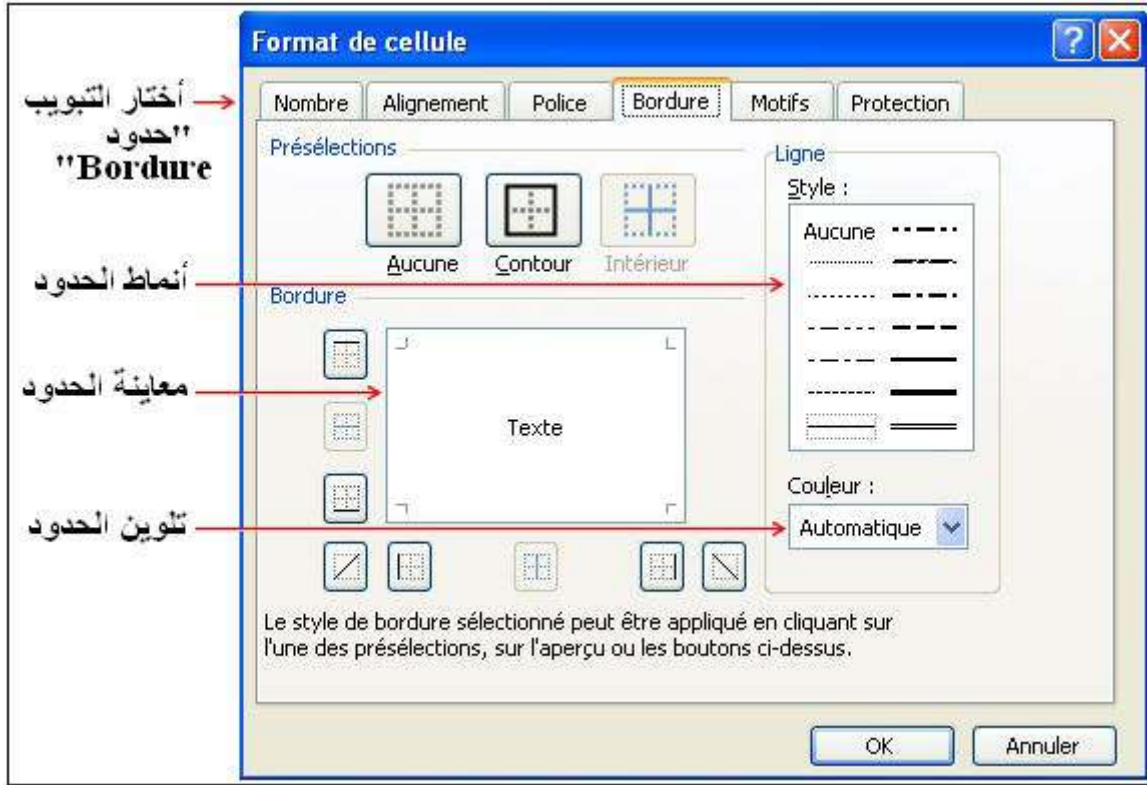 Format de cellule
أختار التبويب
"حدود
Bordure"
Nombre Alignement Police Bordure Motifs Protection
Présélections
Aucune Contour Intérieur
Ligne
Style :
Aucune
أنماط الحدود
Bordure
معاينة الحدود
Texte
Couleur :
Automatique
تلوين الحدود
Le style de bordure sélectionné peut être appliqué en cliquant sur
l'une des présélections, sur l'aperçu ou les boutons ci-dessus.
OK Annuler